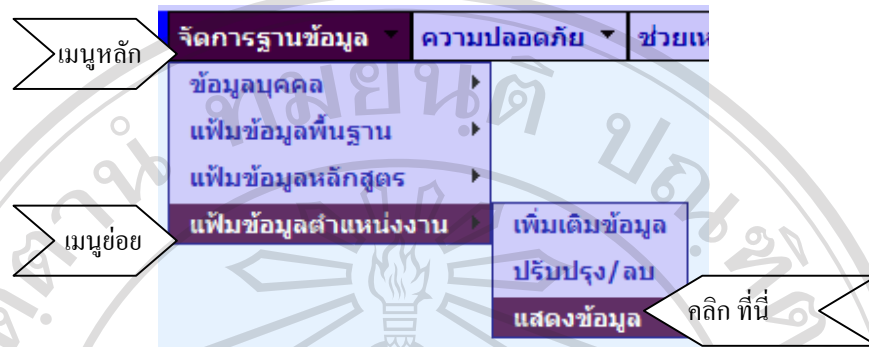 เมนูหลัก
จัดการฐานข้อมูล ความปลอดภัย
ข้อมูลบุคคล
แฟ้มข้อมูลพื้นฐาน
แฟ้มข้อมูลหลักสูตร
เมนูย่อย
แฟ้มข้อมูลตำแหน่งงาน
เพิ่มเติมข้อมูล
ปรับปรุง/ลบ
แสดงข้อมูล
คลิก ที่นี่